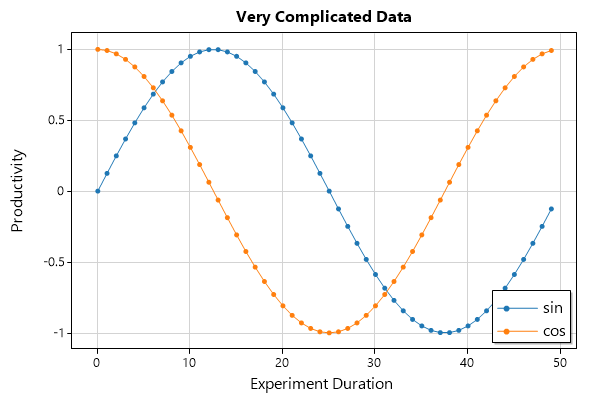 Very Complicated Data
Productivity
1
0.5
0
-0.5
-1
0 10 20 30 40 50
Experiment Duration
sin
cos